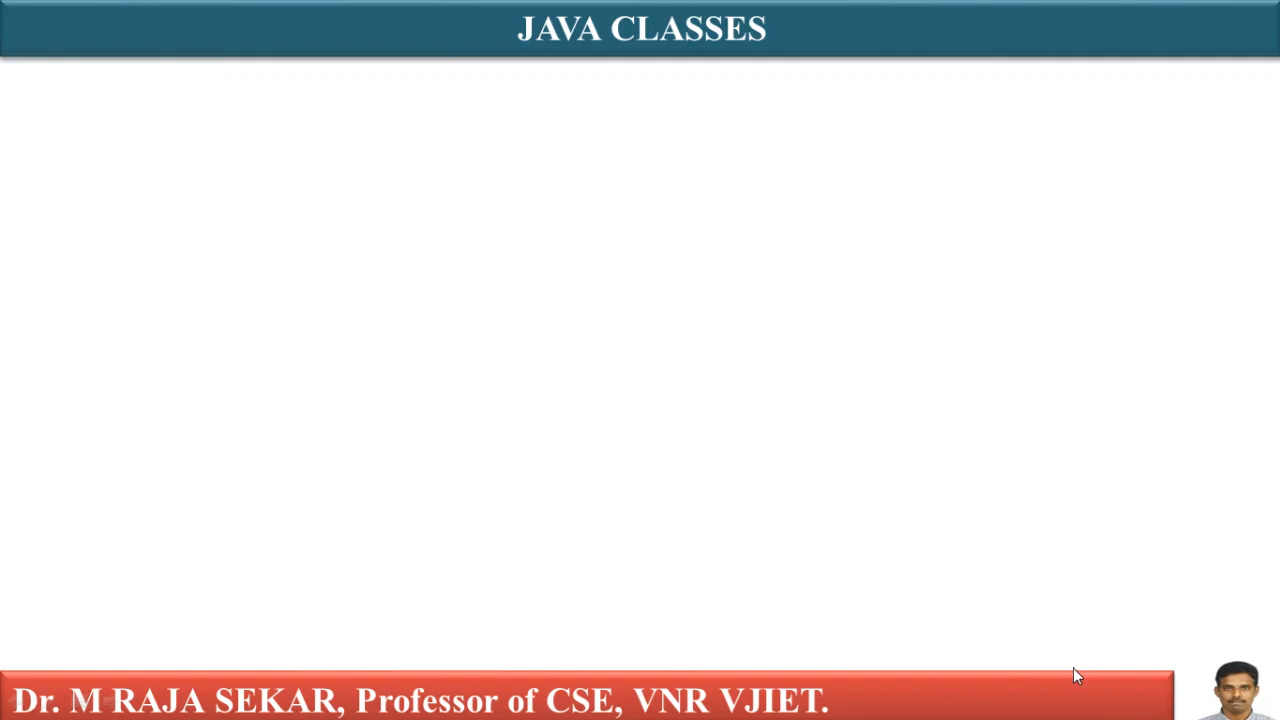 JAVA CLASSES
Dr. M RAJA SEKAR, Professor of CSE, VNR VJIET.